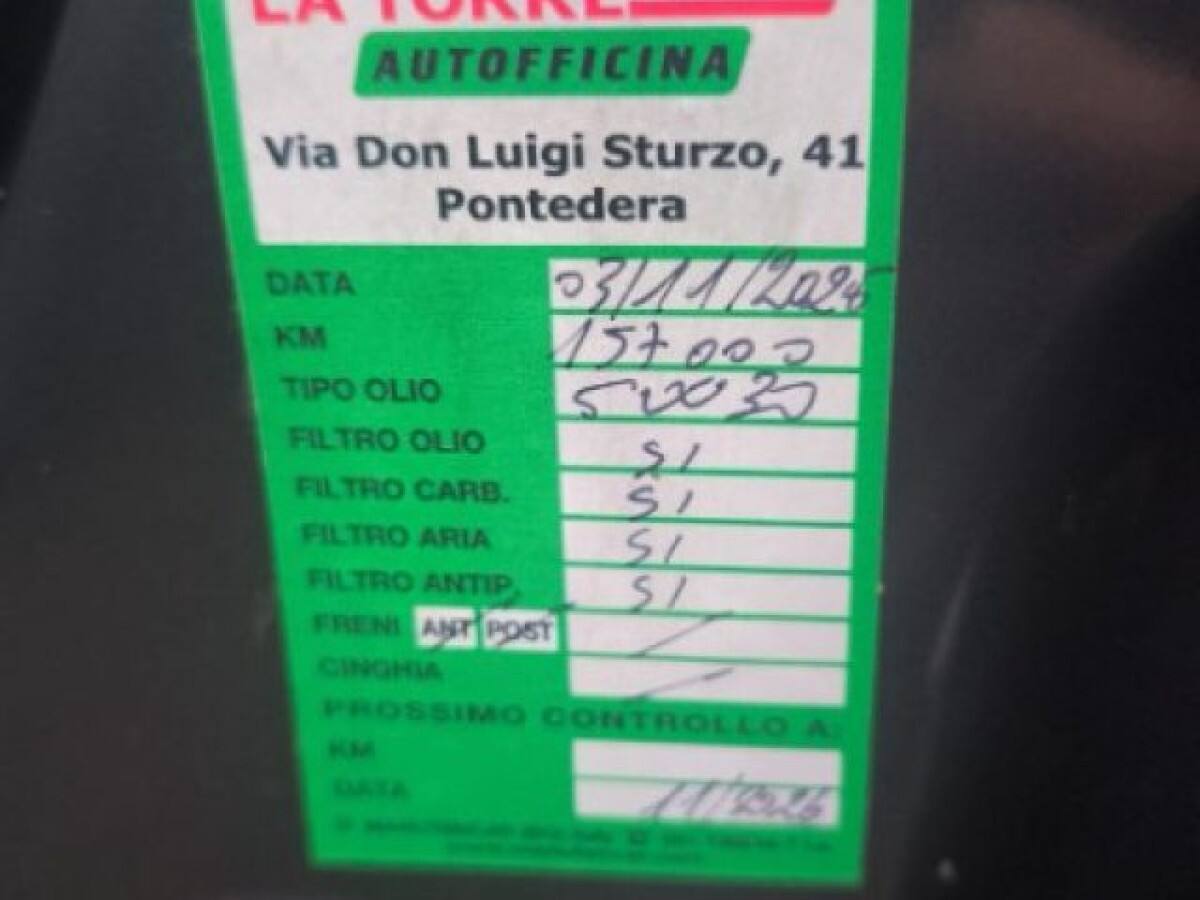 LA TORRE
AUTOFFICINA
Via Don Luigi Sturzo, 41
Pontedera
DATA 03/11/2025
KM 157000
TIPO OLIO 5W30
FILTRO OLIO SI
FILTRO CARB. SI
FILTRO ARIA SI
FILTRO ANTIP. SI
FRENI ANT POST /
CINGHIA /
PROSSIMO CONTROLLO A:
KM
DATA 11/2026